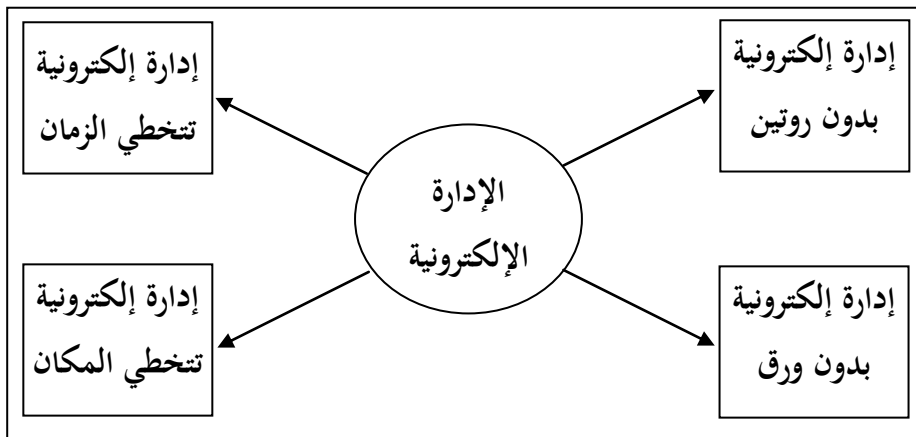 إدارة إلكترونية
بدون روتين
إدارة إلكترونية
تتخطي الزمان
الإدارة
الإلكترونية
إدارة إلكترونية
بدون ورق
إدارة إلكترونية
تتخطي المكان